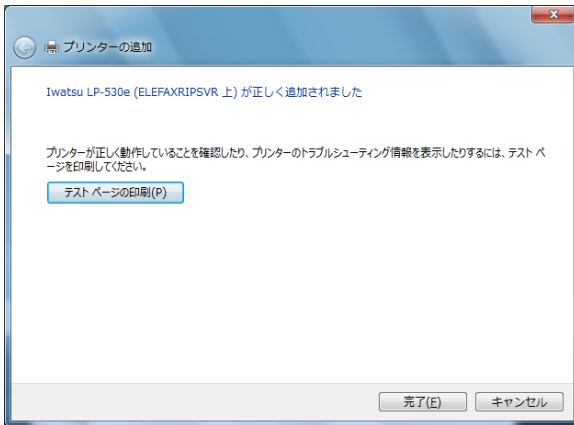 プリンターの追加
Iwatsu LP-530e (ELEFAXRIPSVR 上) が正しく追加されました
プリンターが正しく動作していることを確認したり、プリンターのトラブルシューティング情報を表示したりするには、テスト ペ
ージを印刷してください。
テスト ページの印刷(P)
完了(F) キャンセル